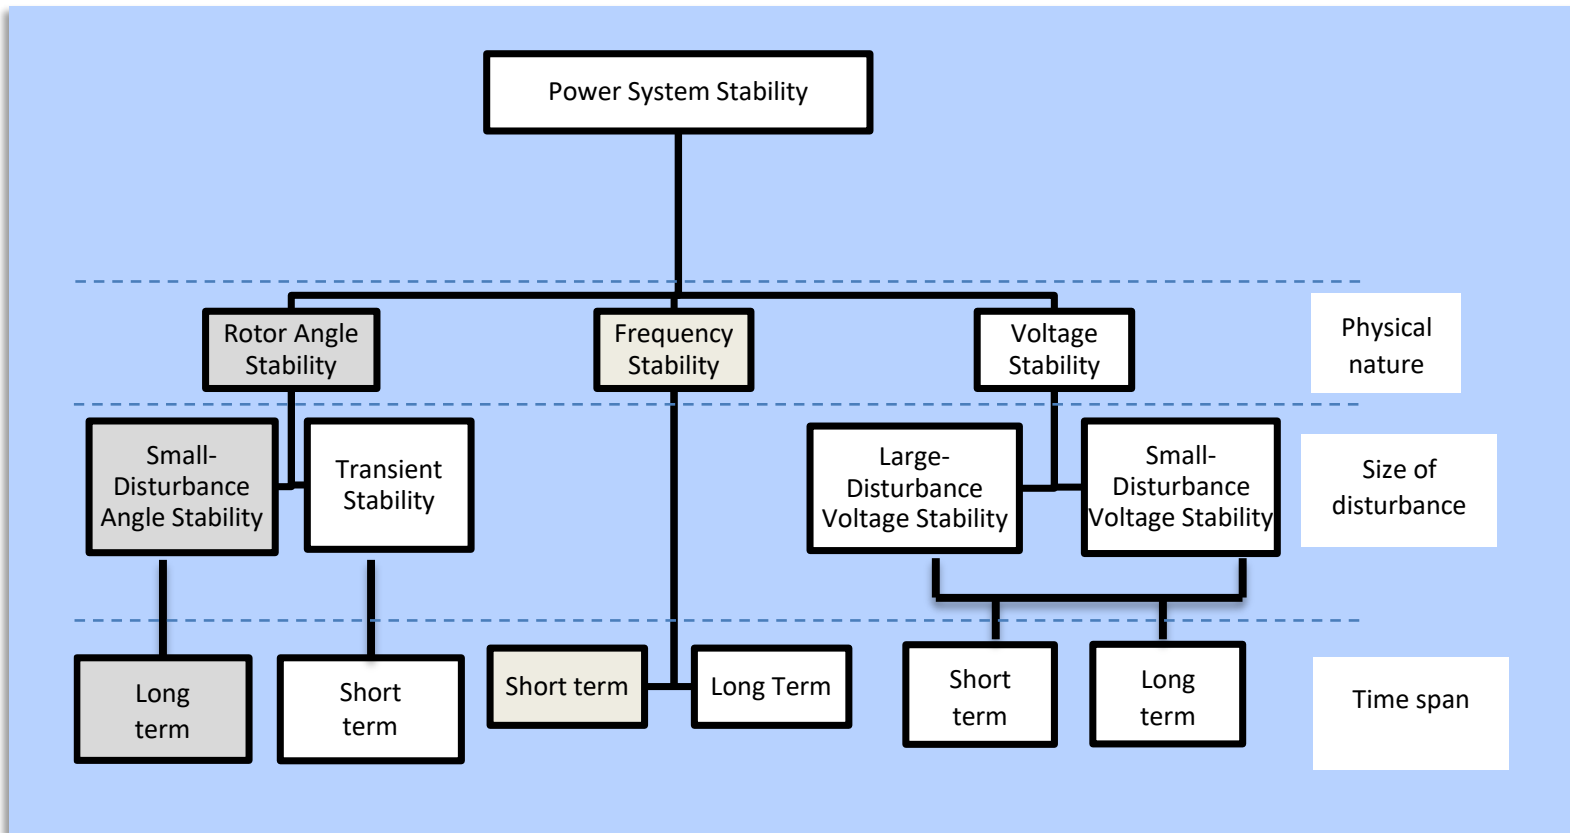 Power System Stability
Rotor Angle
Stability
Frequency
Stability
Voltage
Stability
Physical
nature
Small-
Disturbance
Angle Stability
Transient
Stability
Large-
Disturbance
Voltage Stability
Small-
Disturbance
Voltage Stability
Size of
disturbance
Long
term
Short
term
Short term
Long Term
Short
term
Long
term
Time span